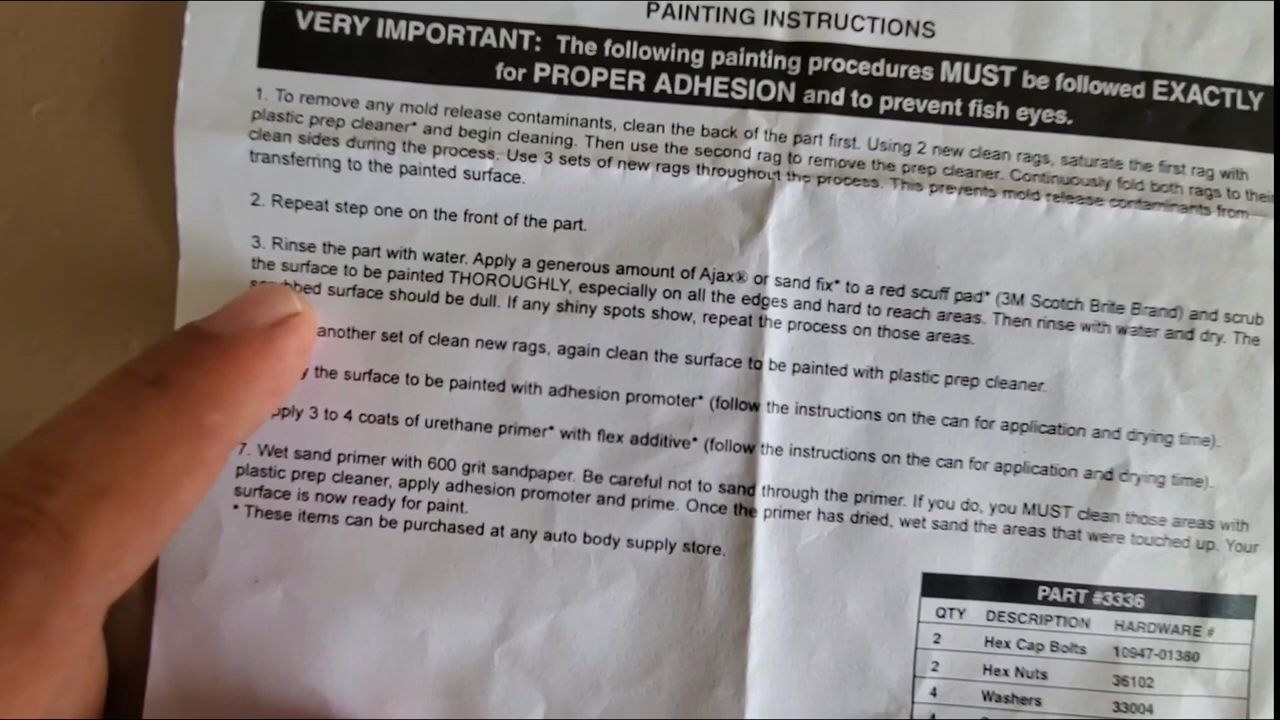 PAINTING INSTRUCTIONS
VERY IMPORTANT: The following painting procedures MUST be followed EXACTLY
for PROPER ADHESION and to prevent fish eyes.
1. To remove any mold release contaminants, clean the back of the part first. Using 2 new clean rags, saturate the first rag with
plastic prep cleaner* and begin cleaning. Then use the second rag to remove the prep cleaner. Continuously fold both rags to their
clean sides during the process. Use 3 sets of new rags throughout the process. This prevents mold release contaminants from
transferring to the painted surface.
2. Repeat step one on the front of the part.
3. Rinse the part with water. Apply a generous amount of Ajax® or sand fix* to a red scuff pad* (3M Scotch Brite Brand) and scrub
the surface to be painted THOROUGHLY, especially on all the edges and hard to reach areas. Then rinse with water and dry. The
scrubbed surface should be dull. If any shiny spots show, repeat the process on those areas.
another set of clean new rags, again clean the surface to be painted with plastic prep cleaner.
the surface to be painted with adhesion promoter* (follow the instructions on the can for application and drying time).
pply 3 to 4 coats of urethane primer* with flex additive* (follow the instructions on the can for application and drying time).
7. Wet sand primer with 600 grit sandpaper. Be careful not to sand through the primer. If you do, you MUST clean those areas with
plastic prep cleaner, apply adhesion promoter and prime. Once the primer has dried, wet sand the areas that were touched up. Your
surface is now ready for paint.
* These items can be purchased at any auto body supply store.
PART #3336
QTY DESCRIPTION HARDWARE #
2 Hex Cap Bolts 10947-01380
2 Hex Nuts 36102
4 Washers 33004